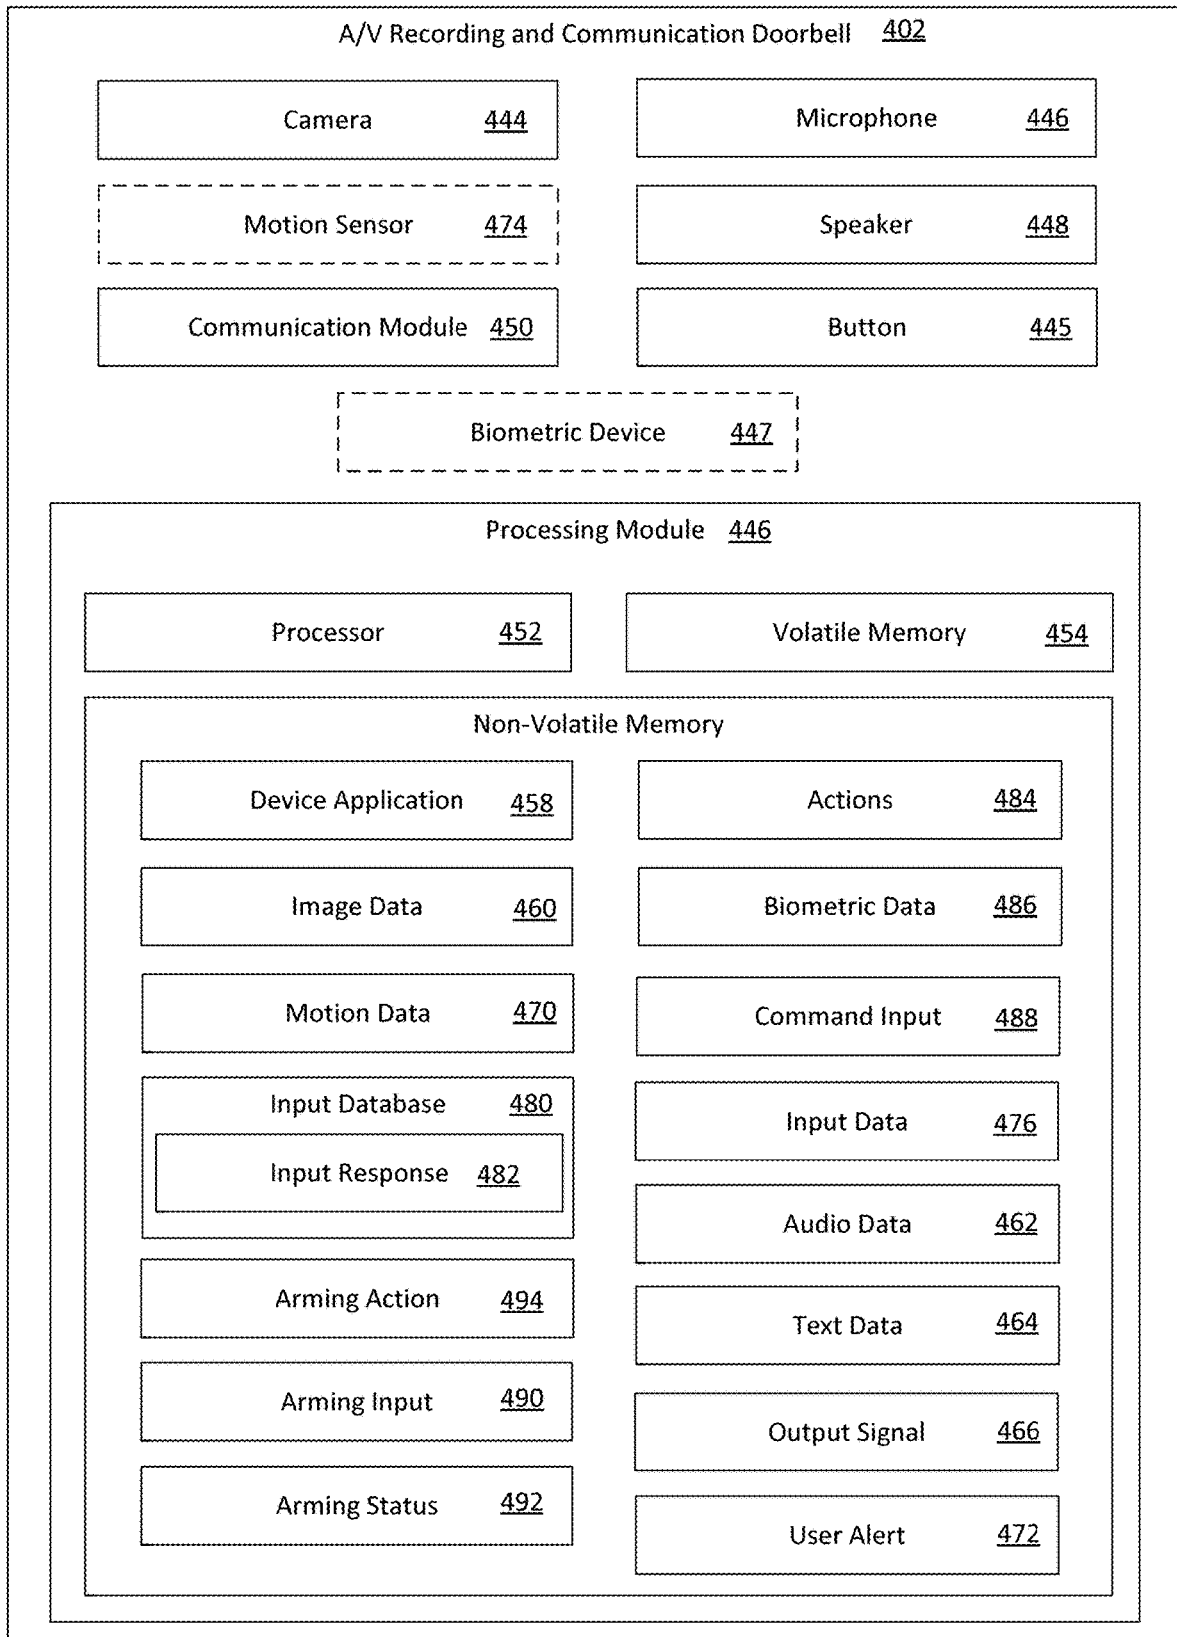 A/V Recording and Communication Doorbell 402
Camera 444
Microphone 446
Motion Sensor 474
Speaker 448
Communication Module 450
Button 445
Biometric Device 447
Processing Module 446
Processor 452
Volatile Memory 454
Non-Volatile Memory
Device Application 458
Actions 484
Image Data 460
Biometric Data 486
Motion Data 470
Command Input 488
Input Database 480
Input Data 476
Input Response 482
Audio Data 462
Arming Action 494
Text Data 464
Arming Input 490
Output Signal 466
Arming Status 492
User Alert 472